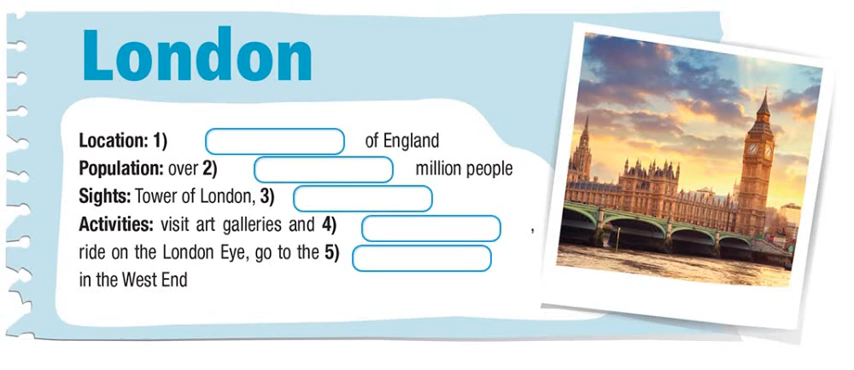 London
Location: 1) of England
Population: over 2) million people
Sights: Tower of London, 3)
Activities: visit art galleries and 4) ,
ride on the London Eye, go to the 5)
in the West End